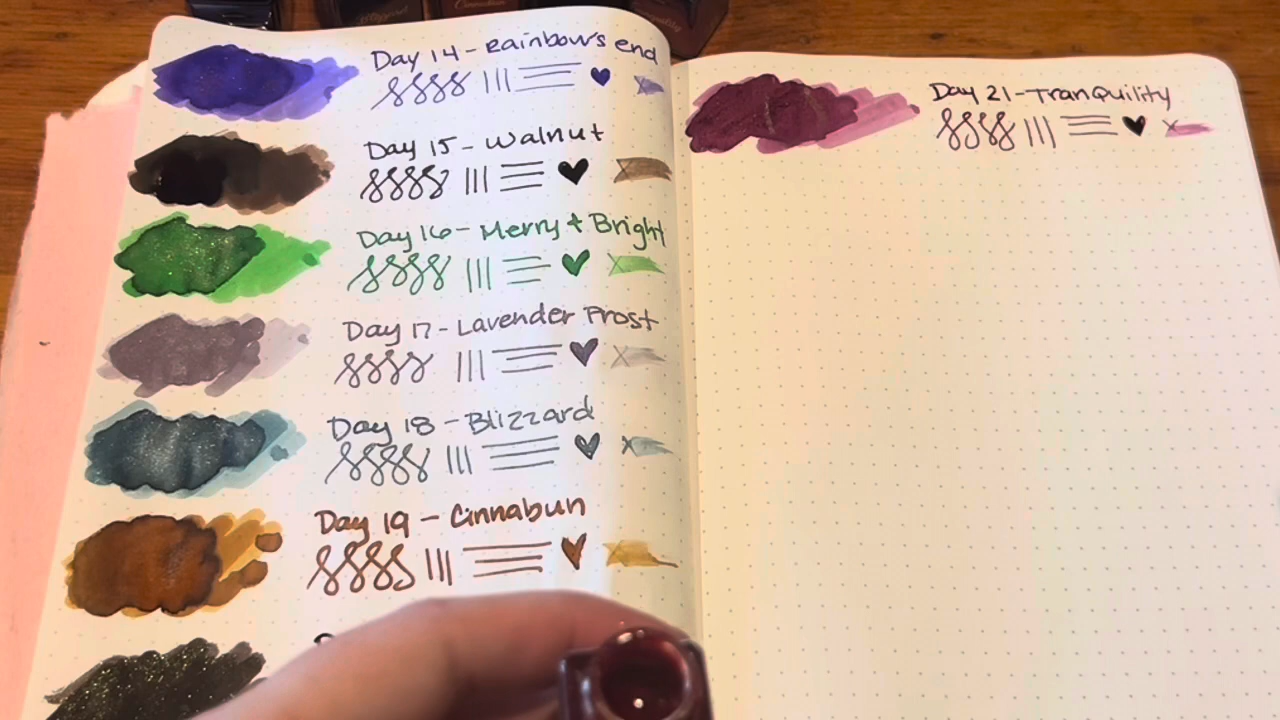 Day 14 - Rainbow's end
Day 15 - Walnut
Day 16 - Merry + Bright
Day 17 - Lavender Frost
Day 18 - Blizzard
Day 19 - Cinnabun
Day 21 - Tranquility